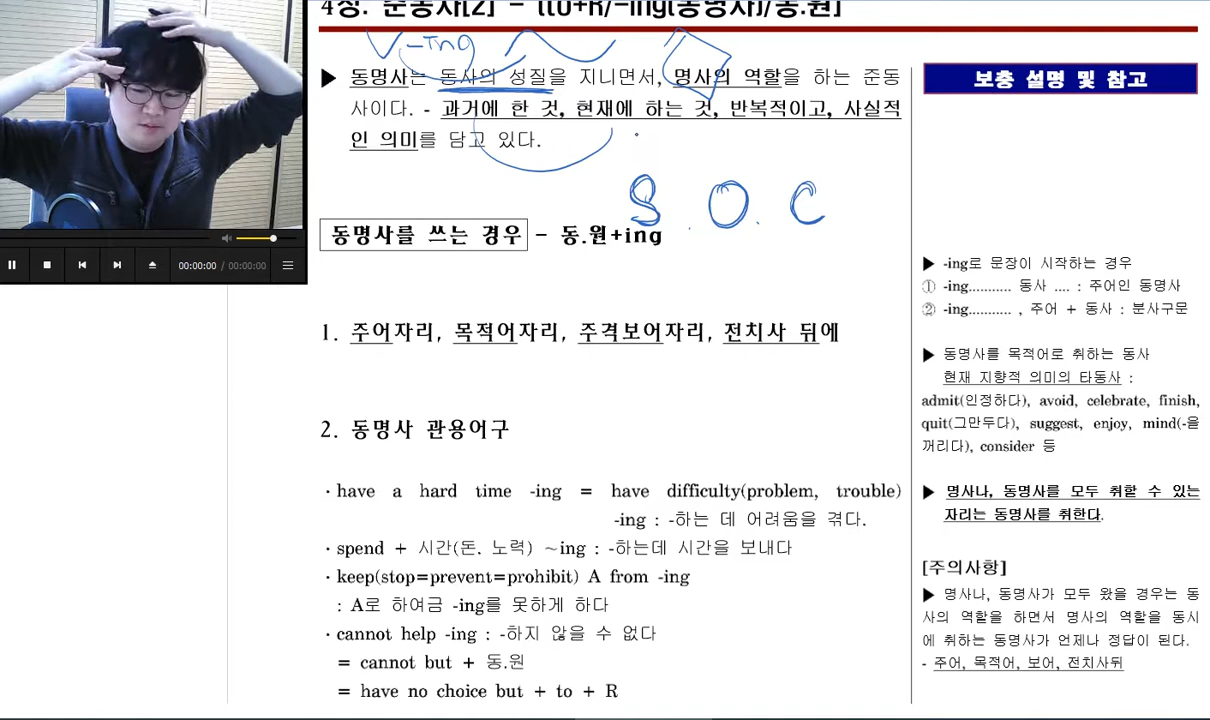 4장. 준동사[2] - (to+R/-ing(동명사)/동.원]
V -ing
▶ 동명사는 동사의 성질을 지니면서, 명사의 역할을 하는 준동
사이다. - 과거에 한 것, 현재에 하는 것, 반복적이고, 사실적
인 의미를 담고 있다.
S O C
동명사를 쓰는 경우 - 동.원+ing
1. 주어자리, 목적어자리, 주격보어자리, 전치사 뒤에
2. 동명사 관용어구
· have a hard time -ing = have difficulty(problem, trouble)
-ing : -하는 데 어려움을 겪다.
· spend + 시간(돈. 노력) ~ing : -하는데 시간을 보내다
· keep(stop=prevent=prohibit) A from -ing
: A로 하여금 -ing를 못하게 하다
· cannot help -ing : -하지 않을 수 없다
= cannot but + 동.원
= have no choice but + to + R
보충 설명 및 참고
▶ -ing로 문장이 시작하는 경우
① -ing.......... 동사 .... : 주어인 동명사
② -ing.......... , 주어 + 동사 : 분사구문
▶ 동명사를 목적어로 취하는 동사
현재 지향적 의미의 타동사 :
admit(인정하다), avoid, celebrate, finish,
quit(그만두다), suggest, enjoy, mind(-을
꺼리다), consider 등
▶ 명사나, 동명사를 모두 취할 수 있는
자리는 동명사를 취한다.
[주의사항]
▶ 명사나, 동명사가 모두 왔을 경우는 동
사의 역할을 하면서 명사의 역할을 동시
에 취하는 동명사가 언제나 정답이 된다.
- 주어, 목적어, 보어, 전치사뒤
00:00:00 / 00:00:00